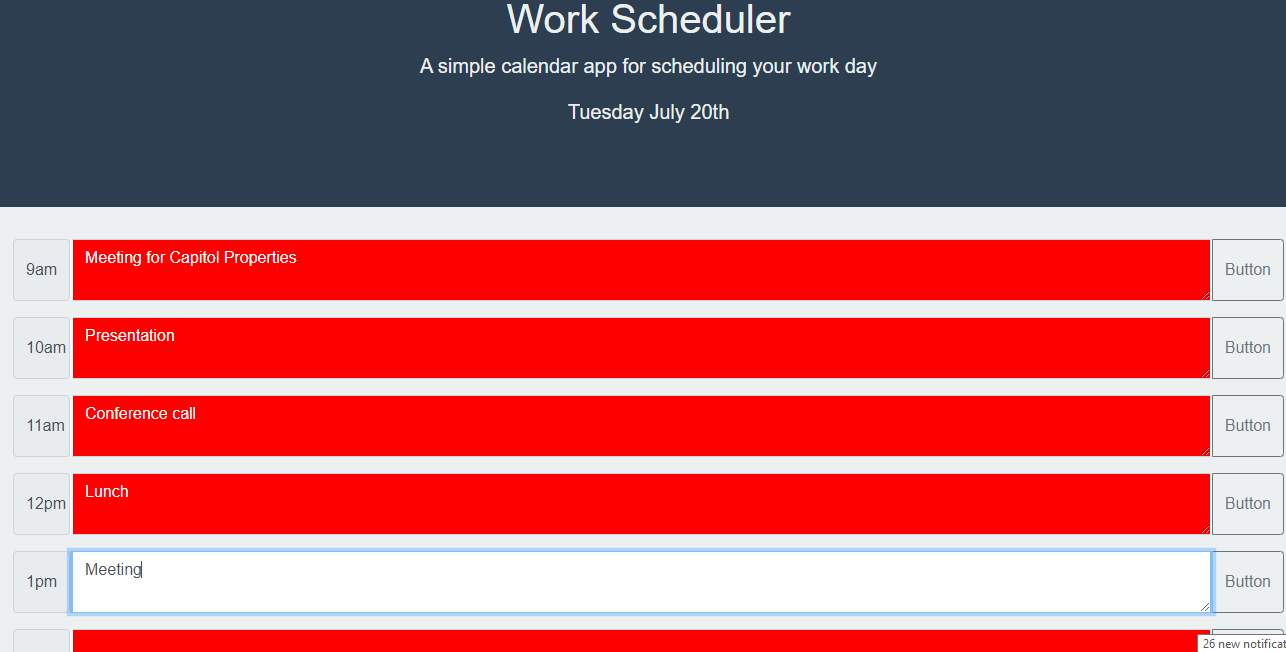 Work Scheduler
A simple calendar app for scheduling your work day
Tuesday July 20th
9am Meeting for Capitol Properties Button
10am Presentation Button
11am Conference call Button
12pm Lunch Button
1pm Meeting Button
26 new